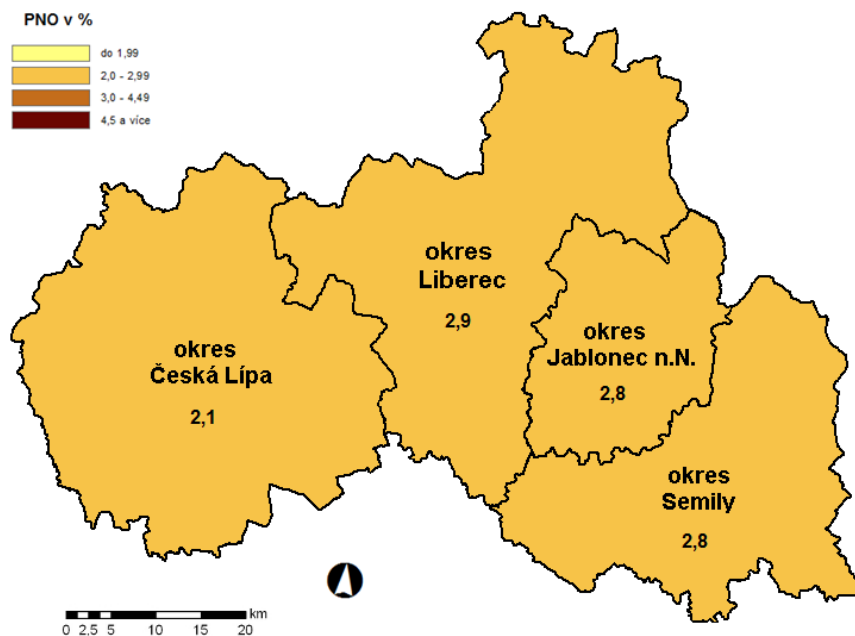 PNO v %
do 1,99
2,0 - 2,99
3,0 - 4,49
4,5 a více
okres
Liberec
2,9
okres
Jablonec n.N.
2,8
okres
Česká Lípa
2,1
okres
Semily
2,8
km
0 2,5 5 10 15 20